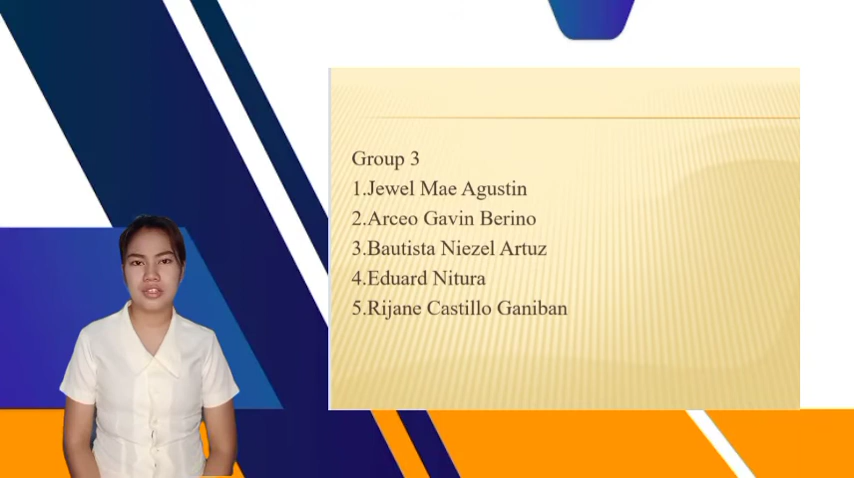 Group 3
1.Jewel Mae Agustin
2.Arceo Gavin Berino
3.Bautista Niezel Artuz
4.Eduard Nitura
5.Rijane Castillo Ganiban